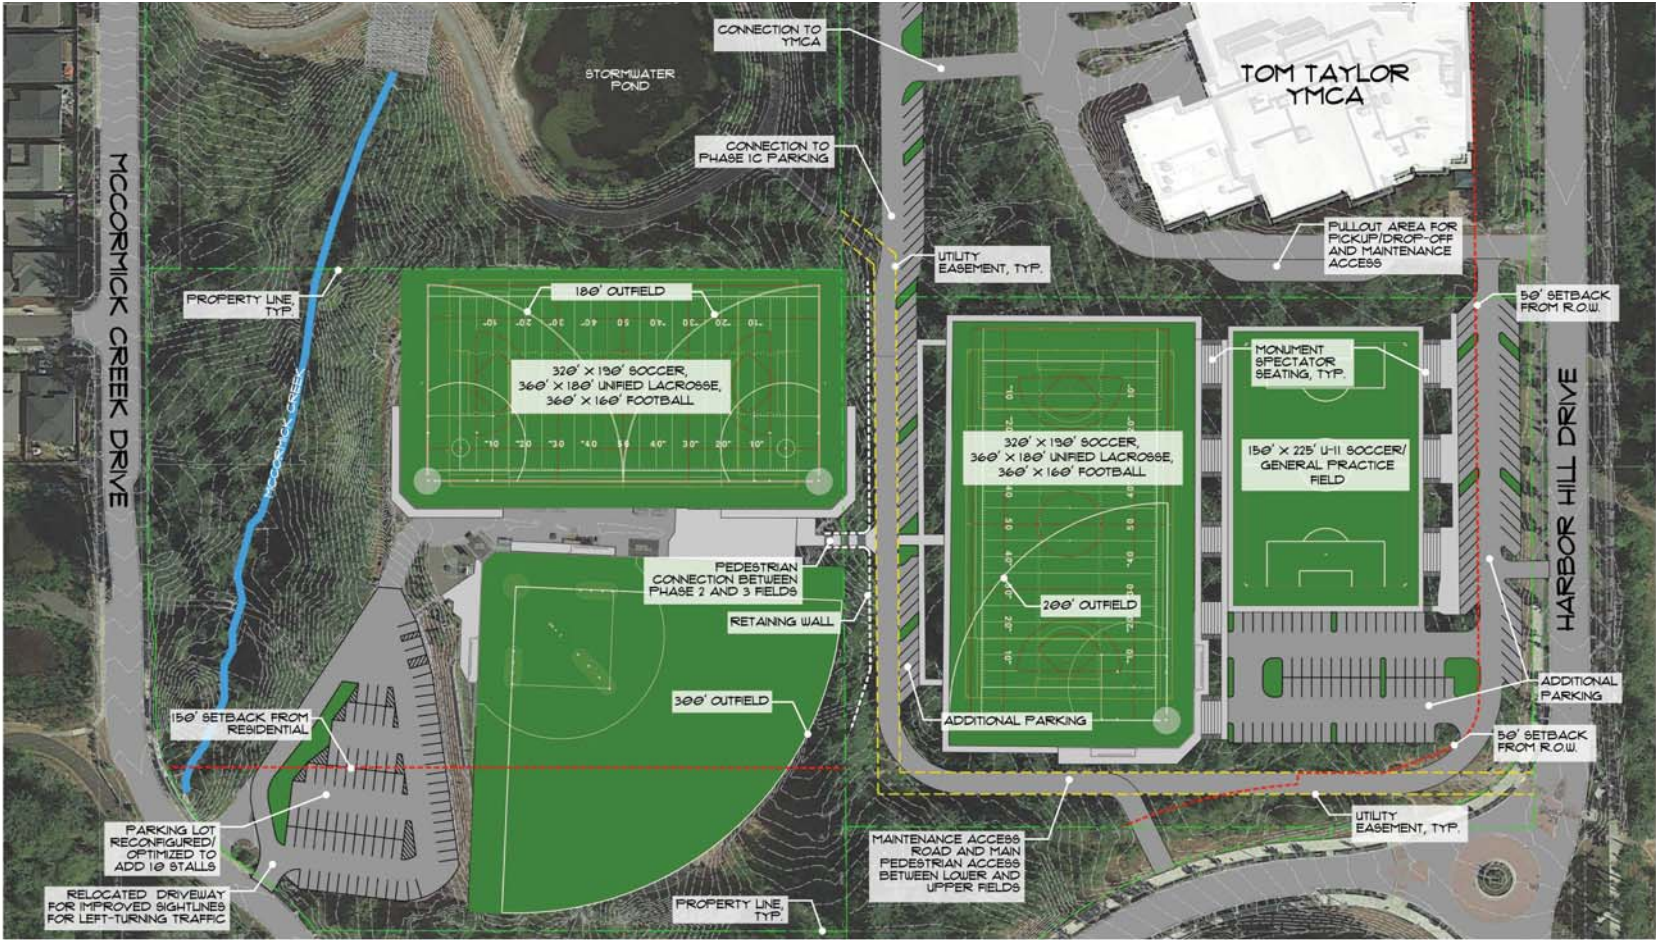 CONNECTION TO
YMCA
STORMWATER
POND
TOM TAYLOR
YMCA
CONNECTION TO
PHASE 1C PARKING
MCCORMICK CREEK DRIVE
PULLOUT AREA FOR
PICKUP/DROP-OFF
AND MAINTENANCE
ACCESS
UTILITY
EASEMENT, TYP.
PROPERTY LINE,
TYP.
180' OUTFIELD
50' SETBACK
FROM R.O.W.
MONUMENT
SPECTATOR
SEATING, TYP.
320' X 190' SOCCER,
360' X 180' UNIFIED LACROSSE,
360' X 160' FOOTBALL
MCCORMICK CREEK
HARBOR HILL DRIVE
320' X 190' SOCCER,
360' X 180' UNIFIED LACROSSE,
360' X 160' FOOTBALL
150' X 225' U-11 SOCCER/
GENERAL PRACTICE
FIELD
PEDESTRIAN
CONNECTION BETWEEN
PHASE 2 AND 3 FIELDS
RETAINING WALL
200' OUTFIELD
300' OUTFIELD
ADDITIONAL
PARKING
150' SETBACK FROM
RESIDENTIAL
ADDITIONAL PARKING
50' SETBACK
FROM R.O.W.
UTILITY
EASEMENT, TYP.
PARKING LOT
RECONFIGURED/
OPTIMIZED TO
ADD 10 STALLS
MAINTENANCE ACCESS
ROAD AND MAIN
PEDESTRIAN ACCESS
BETWEEN LOWER AND
UPPER FIELDS
RELOCATED DRIVEWAY
FOR IMPROVED SIGHTLINES
FOR LEFT-TURNING TRAFFIC
PROPERTY LINE,
TYP.